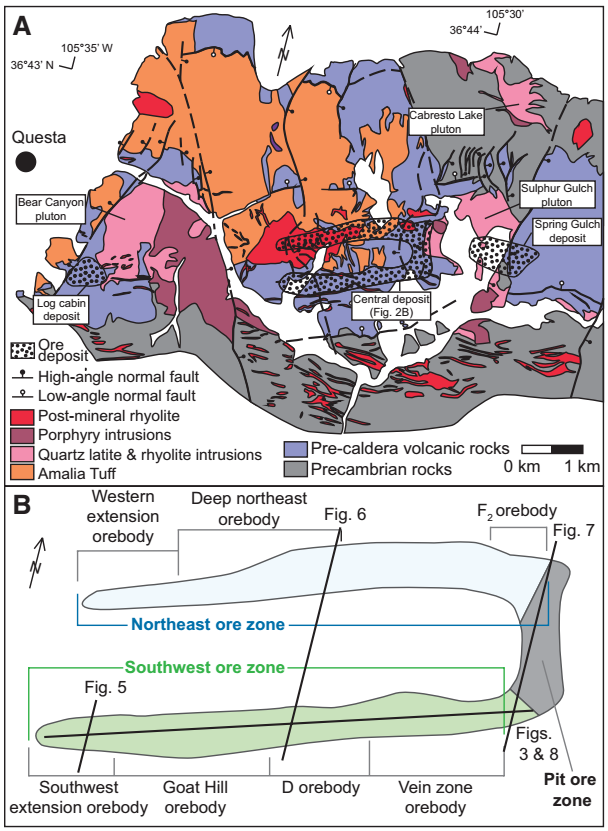 A
105°35' W
36°43' N
105°30'
36°44'
Questa
N
Cabresto Lake
pluton
Bear Canyon
pluton
Sulphur Gulch
pluton
Spring Gulch
deposit
Log cabin
deposit
Central deposit
(Fig. 2B)
Ore
deposit
High-angle normal fault
Low-angle normal fault
Post-mineral rhyolite
Porphyry intrusions
Quartz latite & rhyolite intrusions
Amalia Tuff
Pre-caldera volcanic rocks
Precambrian rocks
0 km 1 km
B
Western
extension
orebody
Deep northeast
orebody
Fig. 6
F2 orebody
Fig. 7
N
Northeast ore zone
Southwest ore zone
Fig. 5
Figs.
3 & 8
Pit ore
zone
Southwest
extension orebody
Goat Hill
orebody
D orebody
Vein zone
orebody